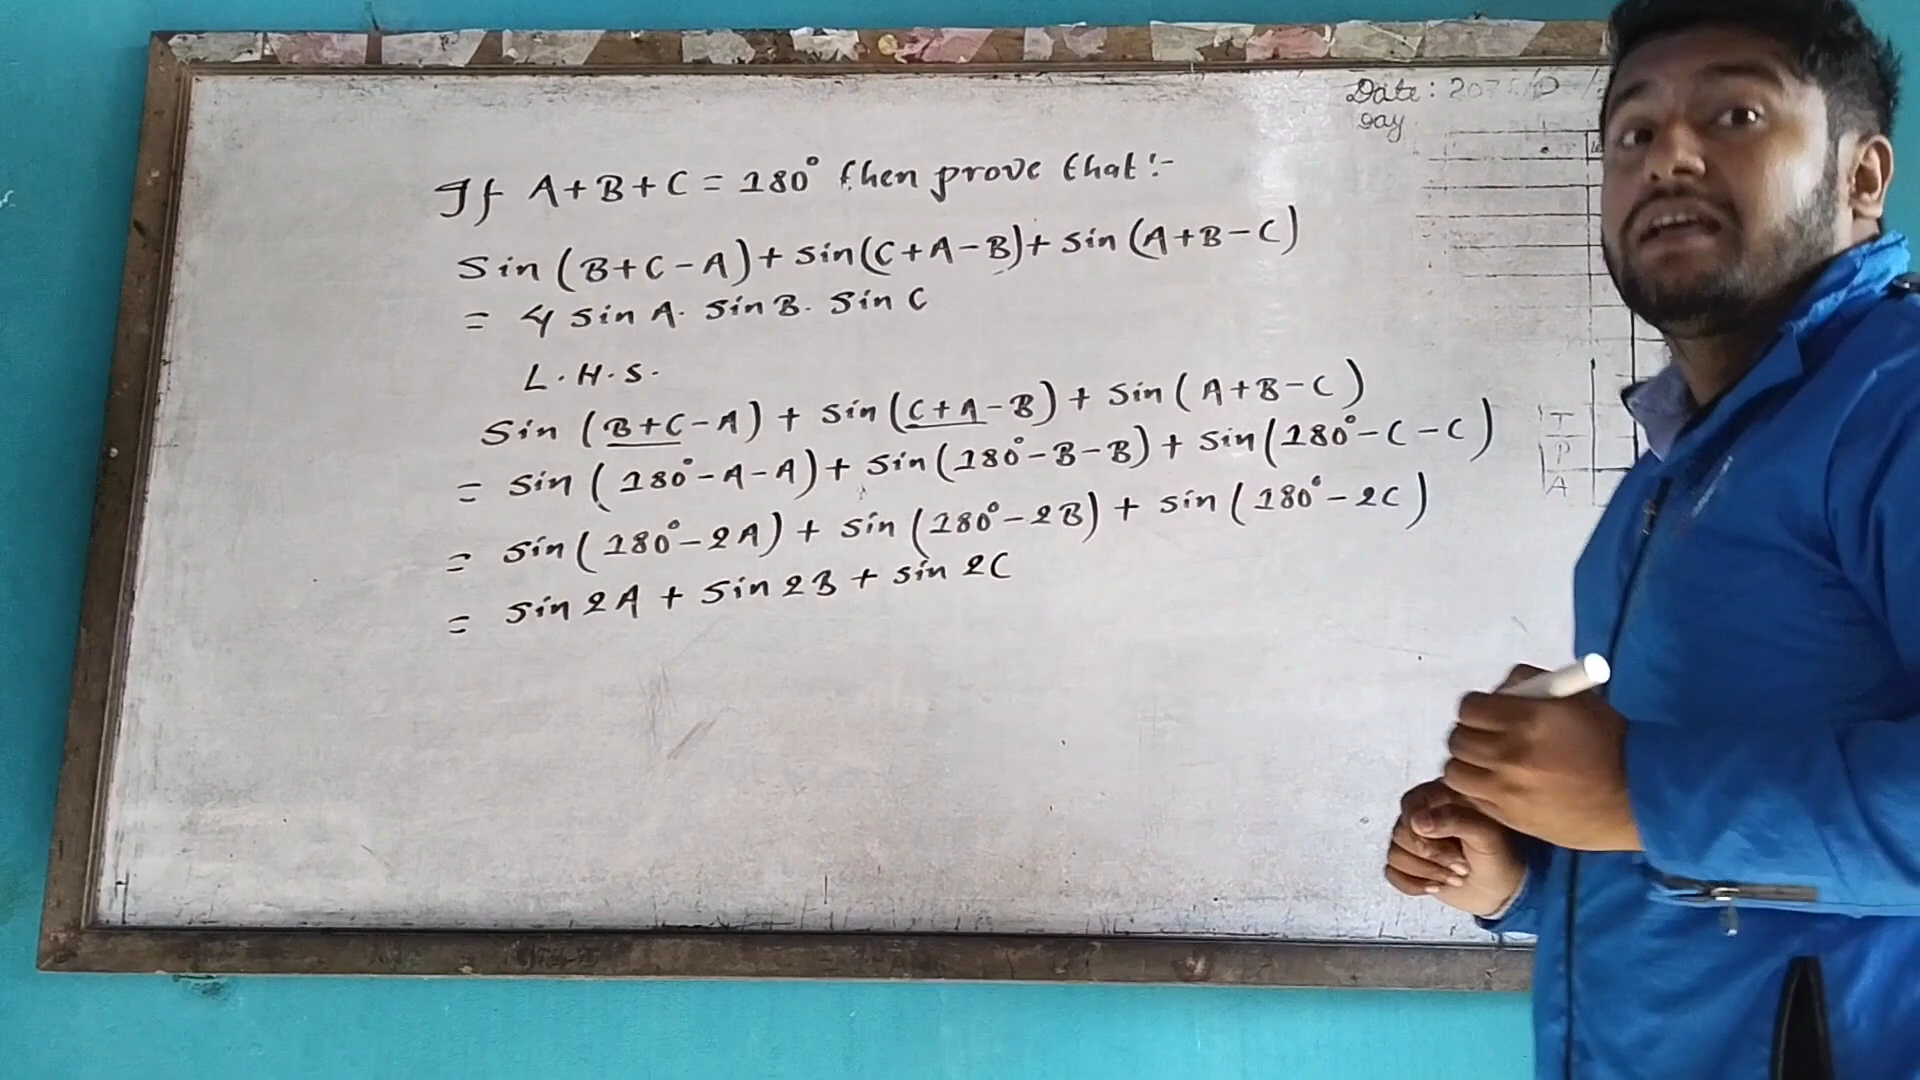 If A+B+C = 180° then prove that :-
Sin (B+C-A) + sin(C+A-B) + sin (A+B-C)
= 4 sin A. sin B. sin C
L.H.S.
Sin (B+C-A) + sin (C+A-B) + sin (A+B-C)
= sin (180°-A-A) + sin (180°-B-B) + sin (180°-C-C)
= sin (180°-2A) + sin (180°-2B) + sin (180°-2C)
= sin 2A + sin 2B + sin 2C
Date:
Day
T
P
A